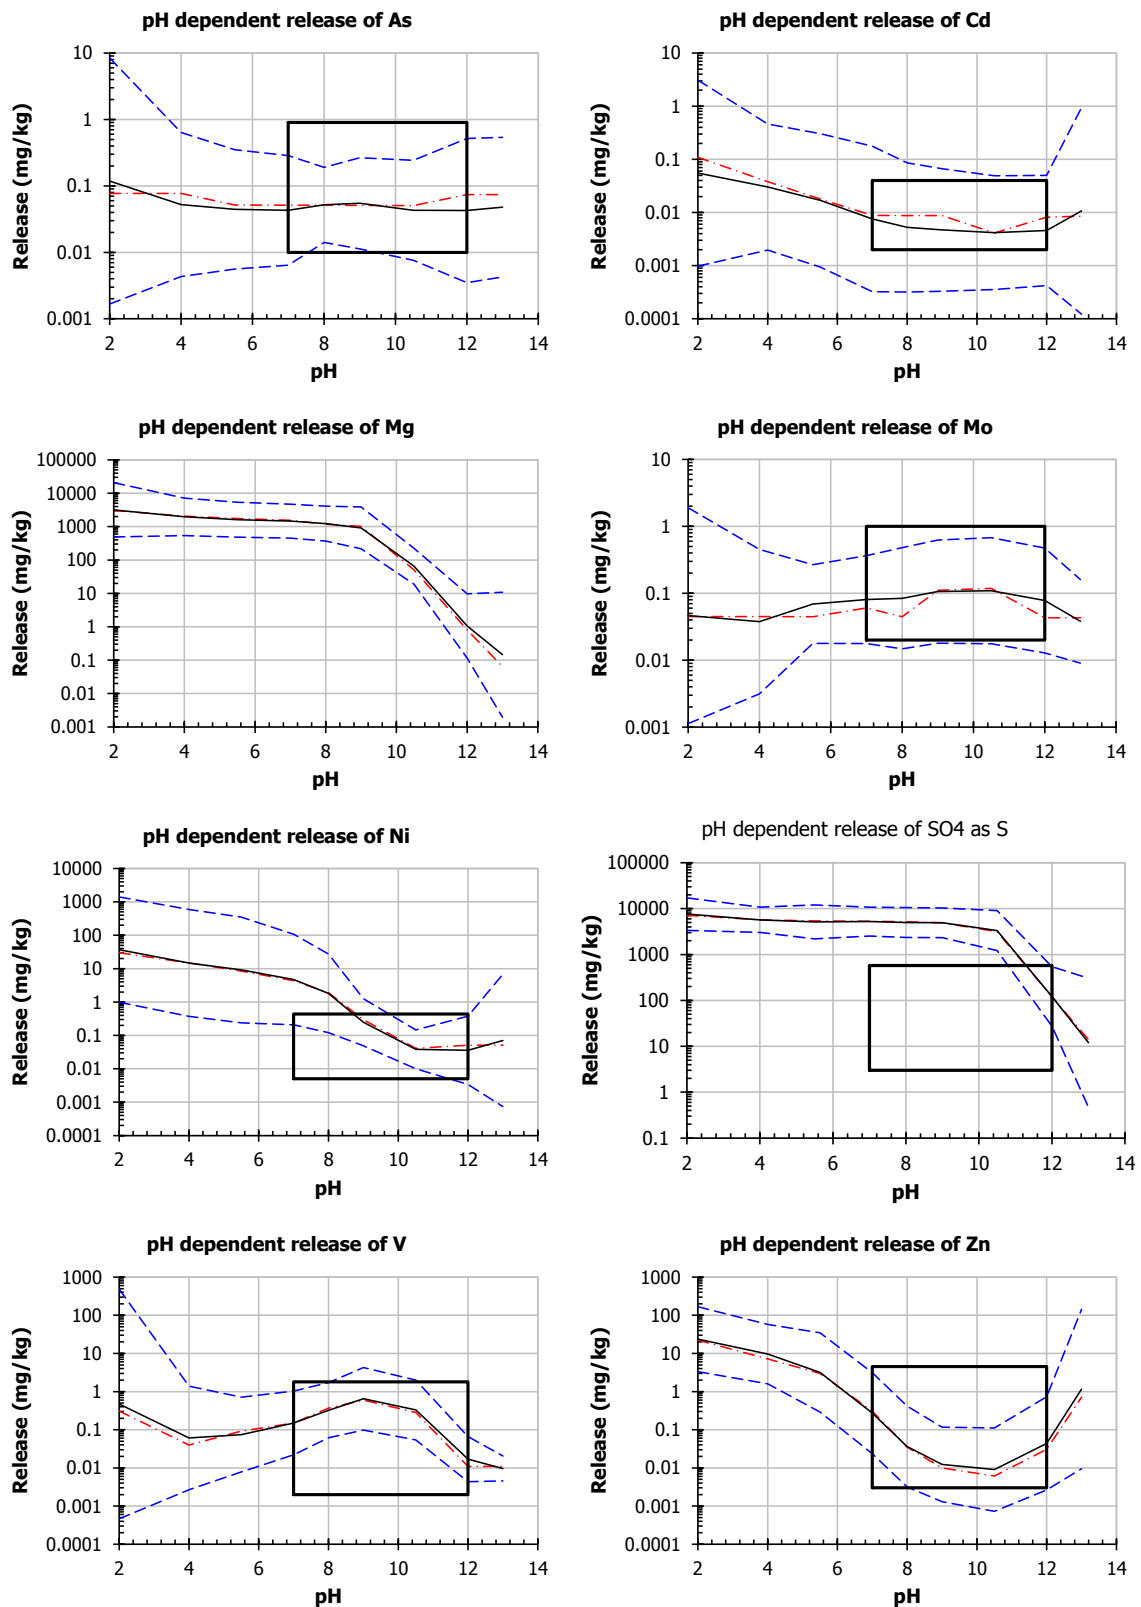 pH dependent release of As
10
1
0.1
0.01
0.001
2 4 6 8 10 12 14
Release (mg/kg)
pH
pH dependent release of Cd
10
1
0.1
0.01
0.001
0.0001
2 4 6 8 10 12 14
Release (mg/kg)
pH
pH dependent release of Mg
100000
10000
1000
100
10
1
0.1
0.01
0.001
2 4 6 8 10 12 14
Release (mg/kg)
pH
pH dependent release of Mo
10
1
0.1
0.01
0.001
2 4 6 8 10 12 14
Release (mg/kg)
pH
pH dependent release of Ni
10000
1000
100
10
1
0.1
0.01
0.001
0.0001
2 4 6 8 10 12 14
Release (mg/kg)
pH
pH dependent release of SO4 as S
100000
10000
1000
100
10
1
0.1
2 4 6 8 10 12 14
Release (mg/kg)
pH
pH dependent release of V
1000
100
10
1
0.1
0.01
0.001
0.0001
2 4 6 8 10 12 14
Release (mg/kg)
pH
pH dependent release of Zn
1000
100
10
1
0.1
0.01
0.001
0.0001
2 4 6 8 10 12 14
Release (mg/kg)
pH